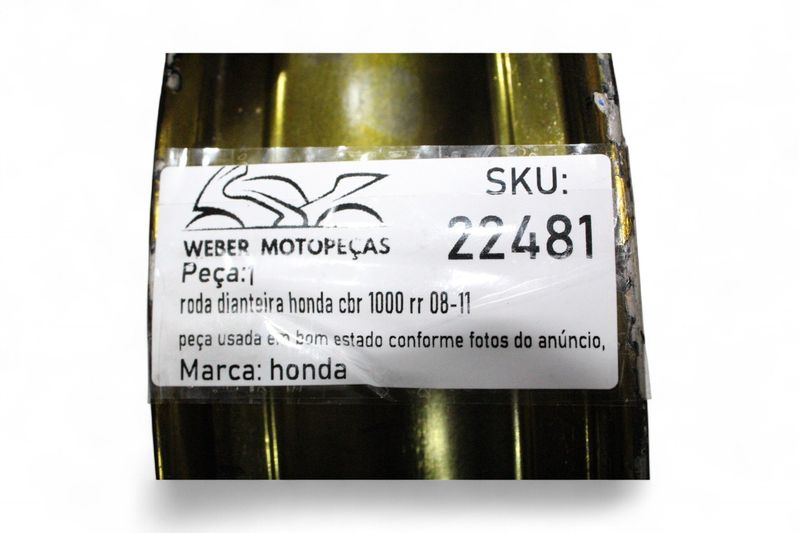 SKU:
22481
WEBER MOTOPEÇAS
Peça:
roda dianteira honda cbr 1000 rr 08-11
peça usada em bom estado conforme fotos do anúncio,
Marca: honda